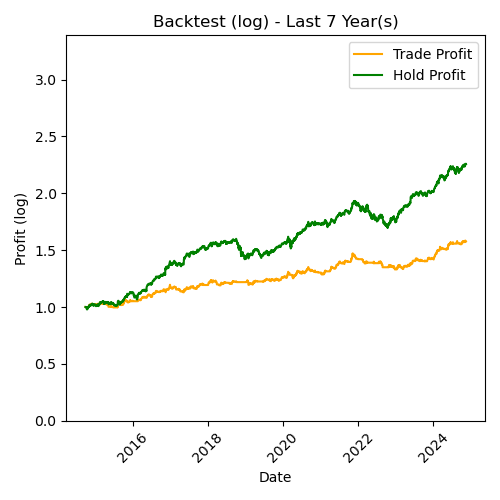 Backtest (log) - Last 7 Year(s)
Trade Profit
Hold Profit
Profit (log)
3.0
2.5
2.0
1.5
1.0
0.5
0.0
2016
2018
2020
2022
2024
Date